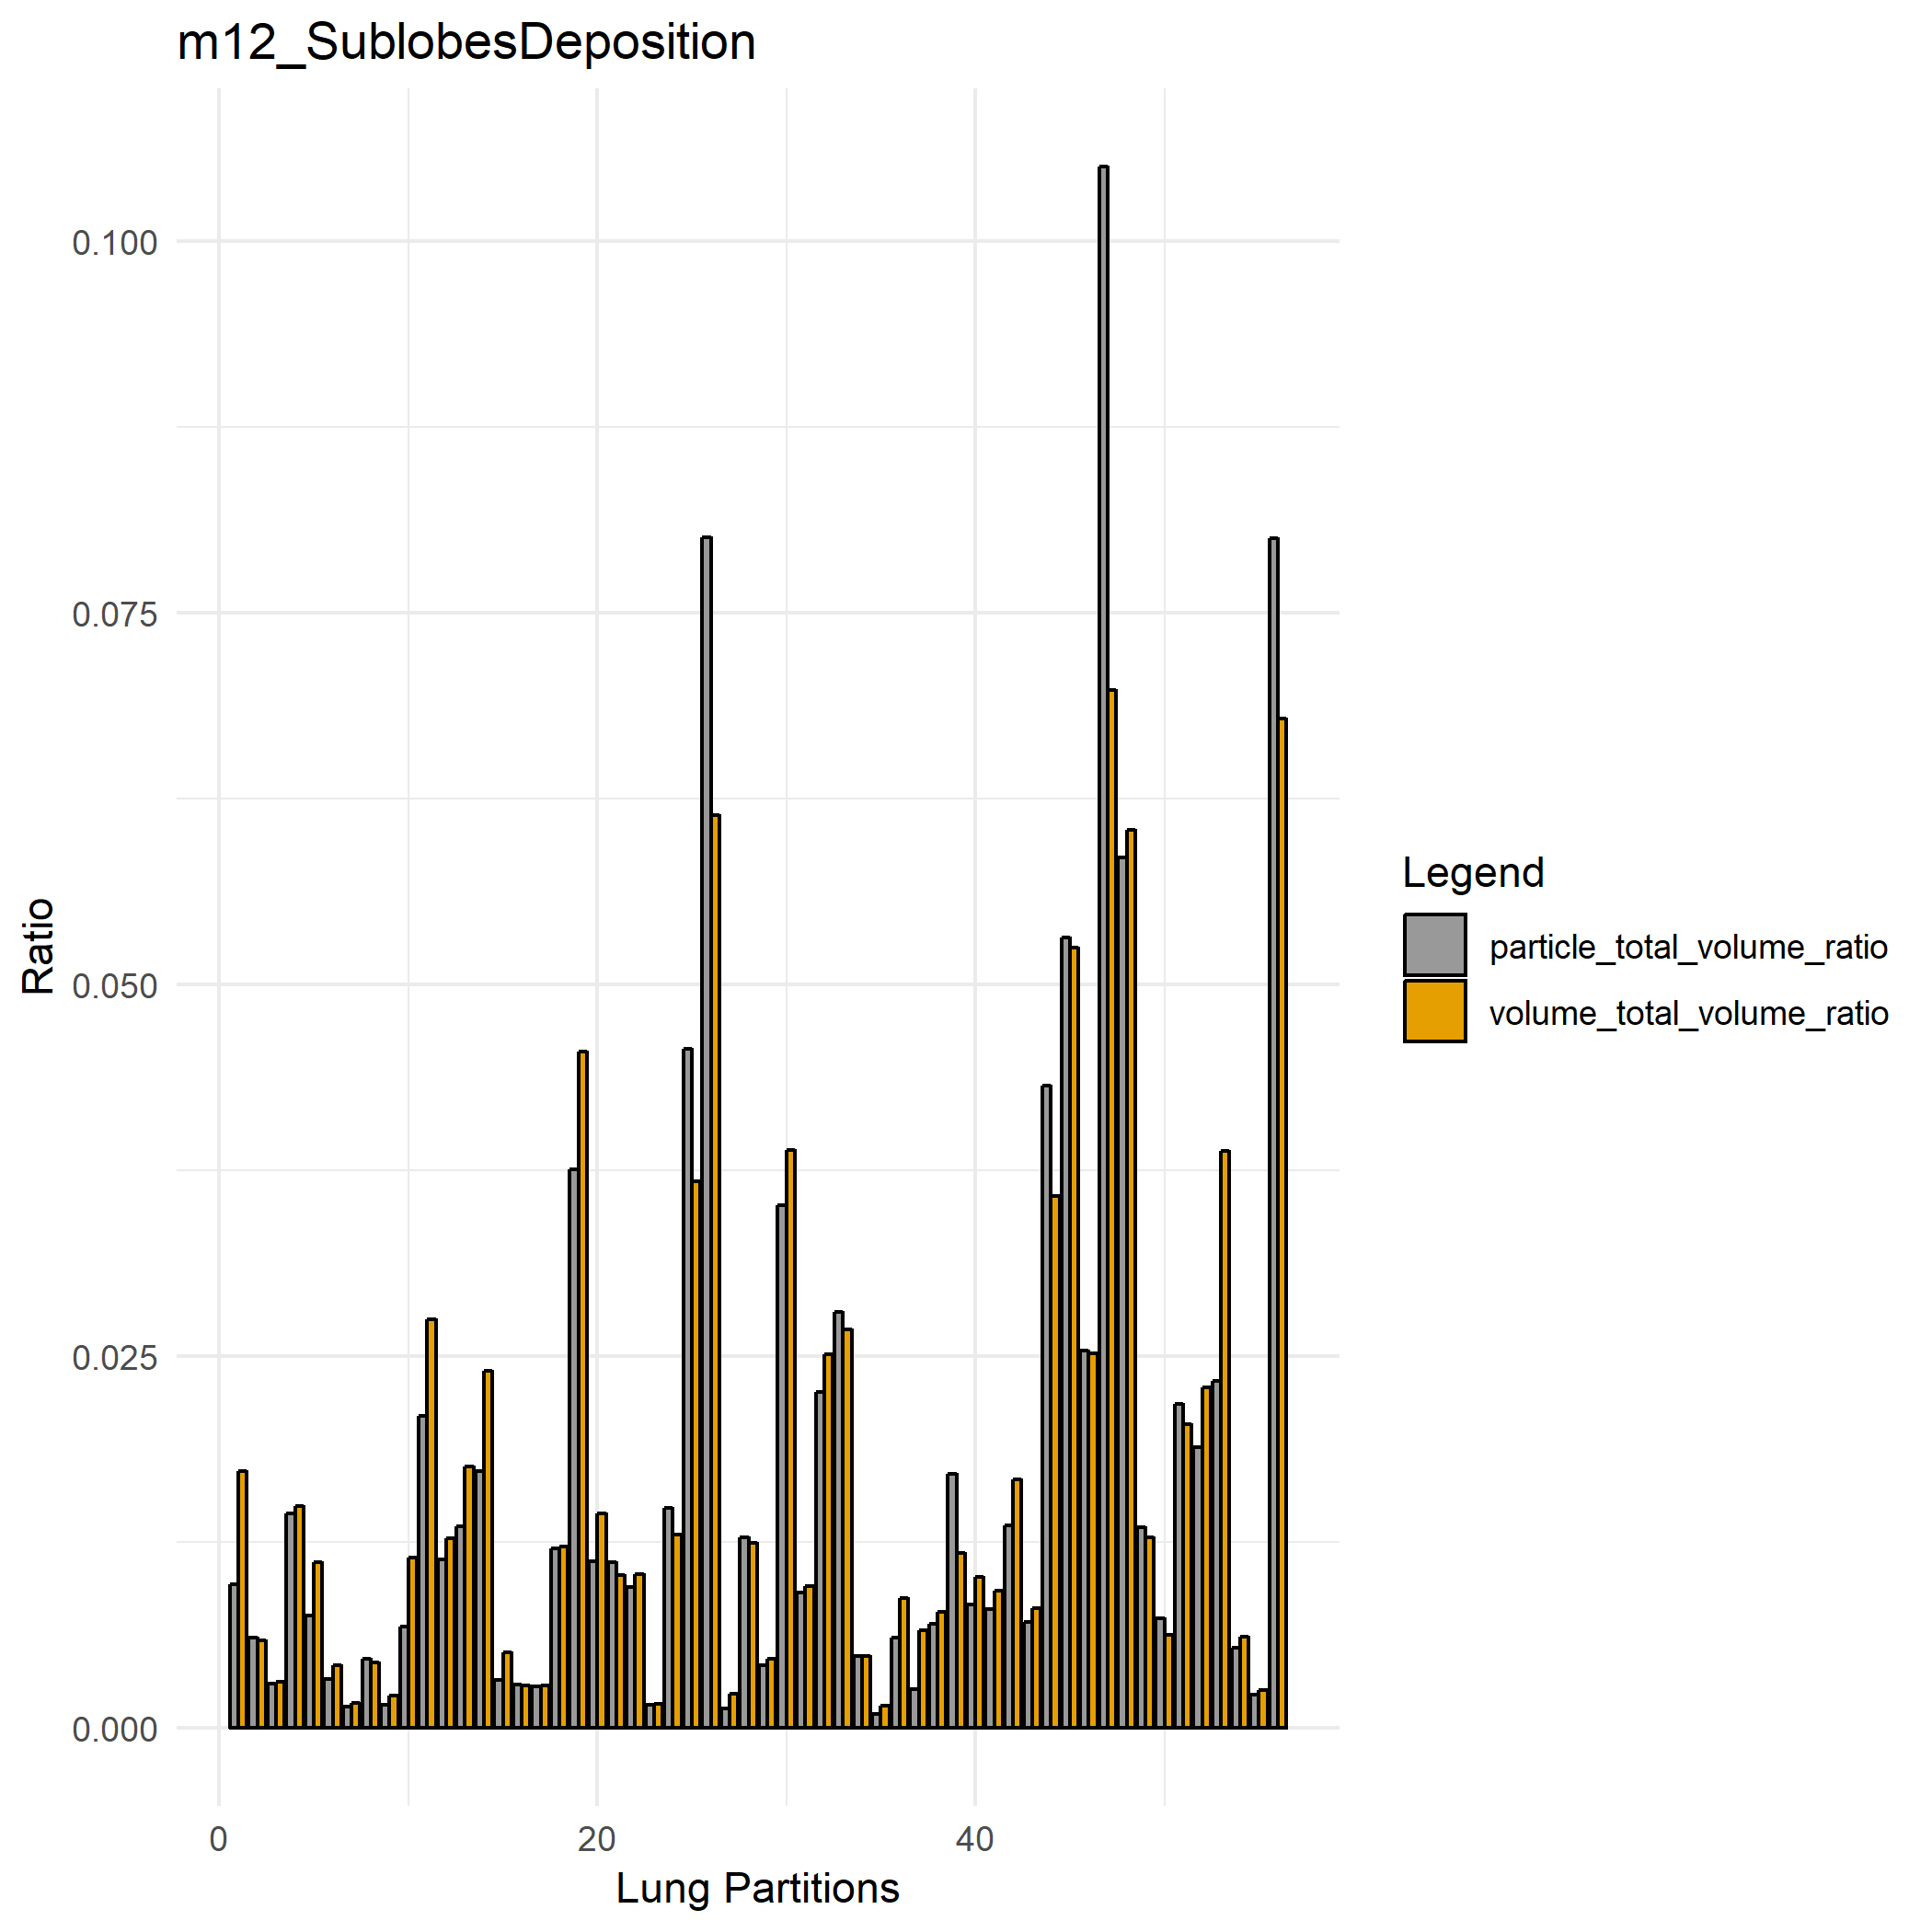 m12_SublobesDeposition
0.100
0.075
0.050
0.025
0.000
Ratio
0
20
40
Lung Partitions
Legend
particle_total_volume_ratio
volume_total_volume_ratio